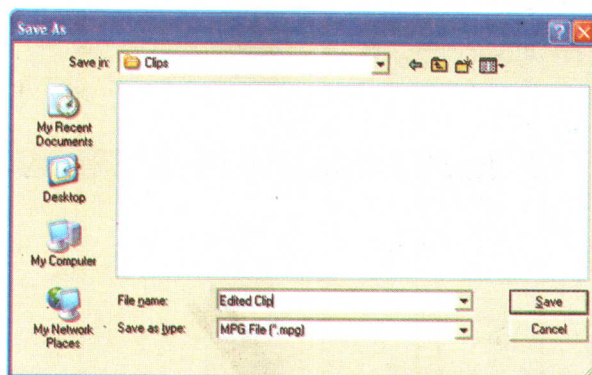 Save As
Save in: Clips
My Recent
Documents
Desktop
My Computer
My Network
Places
File name: Edited Clip
Save
Save as type: MPG File (*.mpg)
Cancel